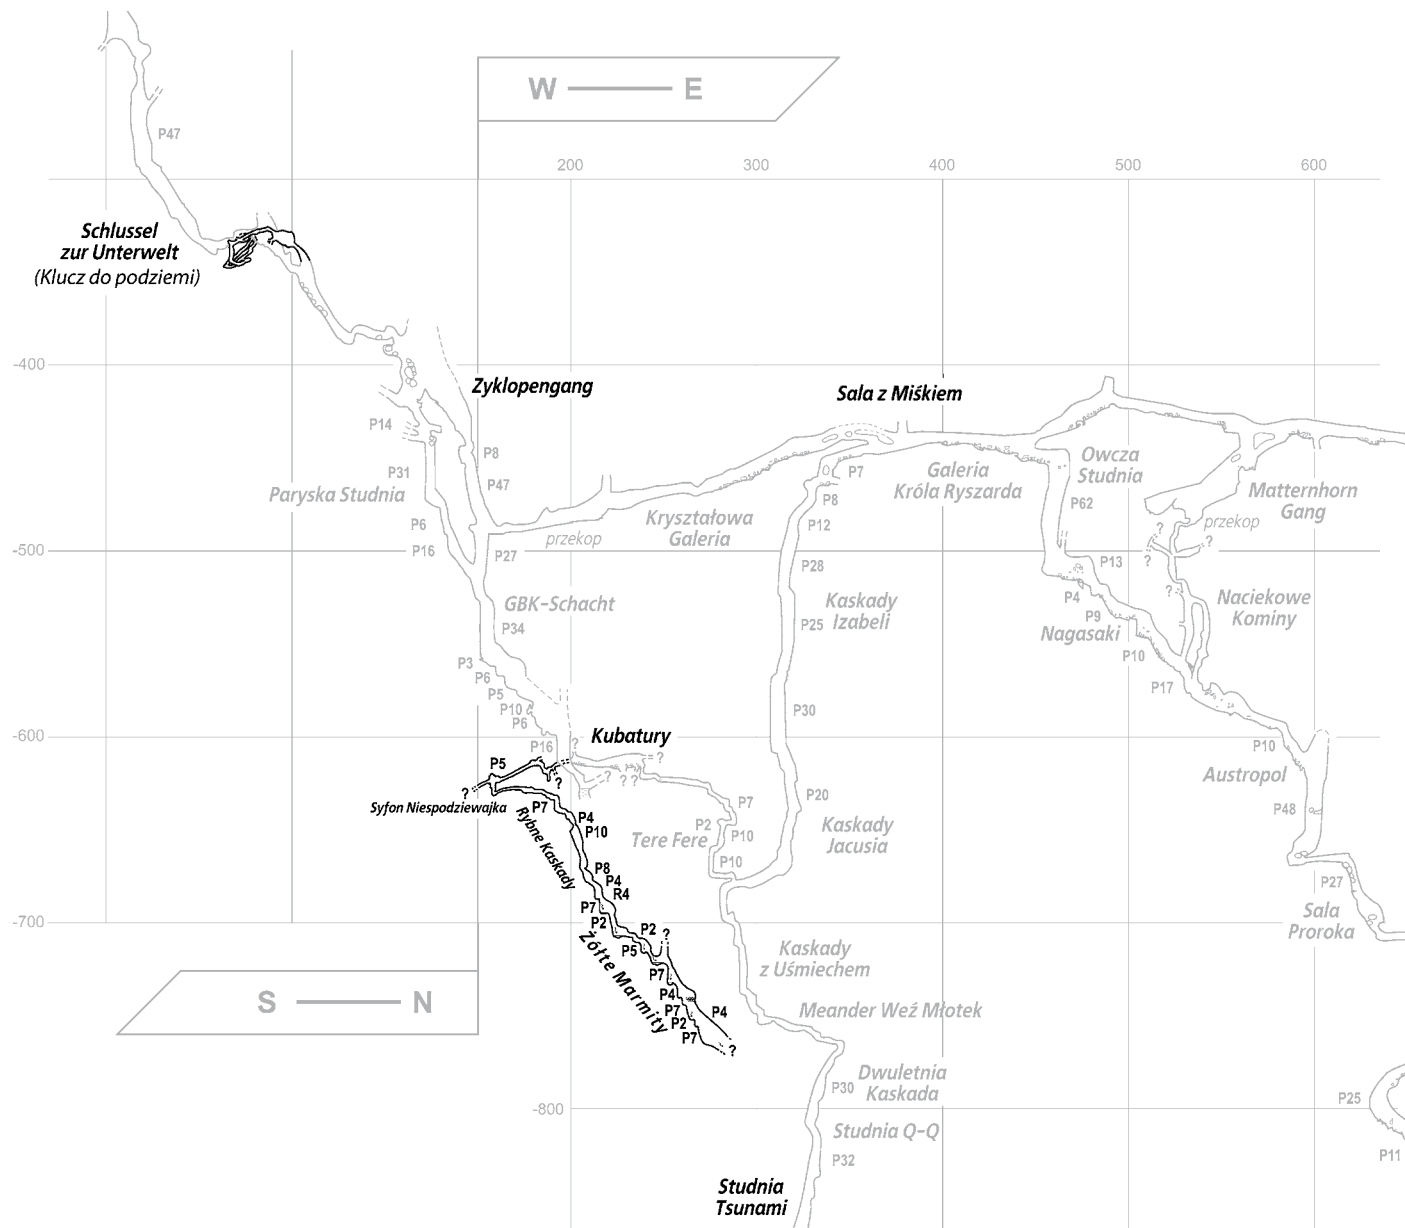 W E
P47
200 300 400 500 600
Schlussel
zur Unterwelt
(Klucz do podziemi)
-400
Zyklopengang
Sala z Miśkiem
P14
P8
P31
P47
Paryska Studnia
P6
P16
P7
P8
P12
Galeria
Króla Ryszarda
Owcza
Studnia
P62
Matternhorn
Gang
Kryształowa
Galeria
przekop
przekop
-500
P27
P28
?
?
?
P13
GBK-Schacht
P34
Kaskady
Izabeli
P25
P4
P9
?
Naciekowe
Kominy
Nagasaki
P10
P3
P6
P5
P10
P6
P17
P30
-600
Kubatury
P16
?
?
P10
P5
?
?
? ?
Austropol
?
Syfon Niespodziewajka
P7
Rybne Kaskady
P4
P10
P7
P2
P10
P10
Tere Fere
P20
Kaskady
Jacusia
P48
P8
P4
R4
P27
P7
P2
-700
Sala
Proroka
P2
?
P5
Żółte Marmity
P7
Kaskady
z Uśmiechem
S N
P4
P7
P2
P7
P4
?
Meander Weź Młotek
Dwuletnia
Kaskada
P30
-800
P25
Studnia Q-Q
P32
P11
Studnia
Tsunami